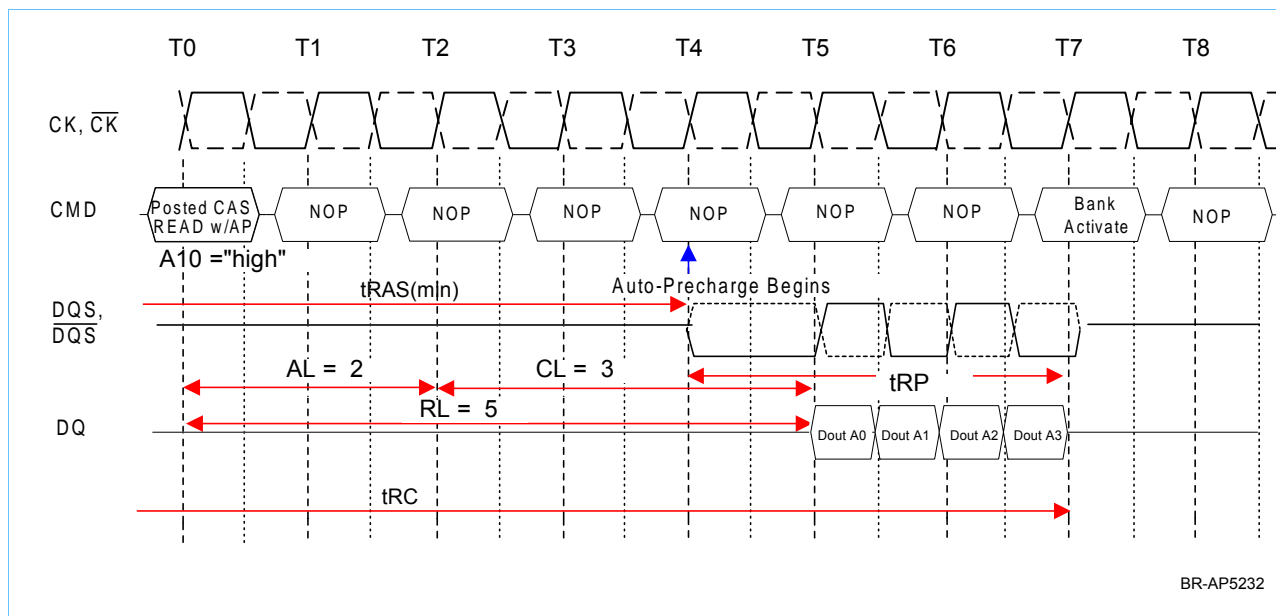 T0 T1 T2 T3 T4 T5 T6 T7 T8
CK, CK
CMD
Posted CAS
READ w/AP
NOP NOP NOP NOP NOP NOP
Bank
Activate
NOP
A10 ="high"
tRAS(min)
Auto-Precharge Begins
DQS,
DQS
AL = 2
CL = 3
tRP
RL = 5
DQ
Dout A0 Dout A1 Dout A2 Dout A3
tRC
BR-AP5232